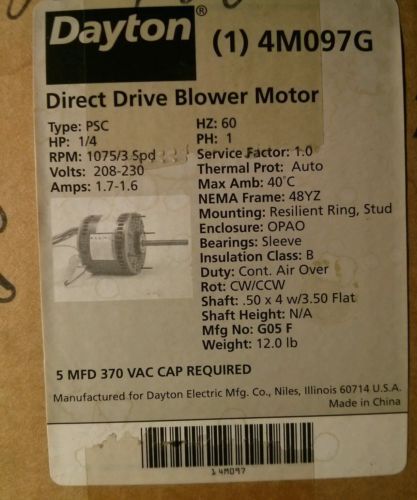 Dayton® (1) 4M097G
Direct Drive Blower Motor
Type: PSC
HP: 1/4
RPM: 1075/3 Spd
Volts: 208-230
Amps: 1.7-1.6
HZ: 60
PH: 1
Service Factor: 1.0
Thermal Prot: Auto
Max Amb: 40°C
NEMA Frame: 48YZ
Mounting: Resilient Ring, Stud
Enclosure: OPAO
Bearings: Sleeve
Insulation Class: B
Duty: Cont. Air Over
Rot: CW/CCW
Shaft: .50 x 4 w/3.50 Flat
Shaft Height: N/A
Mfg No: G05 F
Weight: 12.0 lb
5 MFD 370 VAC CAP REQUIRED
Manufactured for Dayton Electric Mfg. Co., Niles, Illinois 60714 U.S.A.
Made in China
14M097